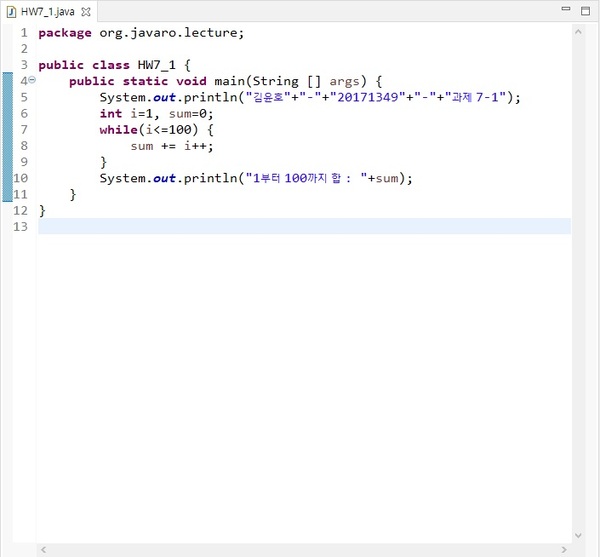 HW7_1.java
1 package org.javaro.lecture;
2
3 public class HW7_1 {
4 public static void main(String [] args) {
5 System.out.println("김윤호"+"-"+"20171349"+"-"+"과제 7-1");
6 int i=1, sum=0;
7 while(i<=100) {
8 sum += i++;
9 }
10 System.out.println("1부터 100까지 합 : "+sum);
11 }
12 }
13